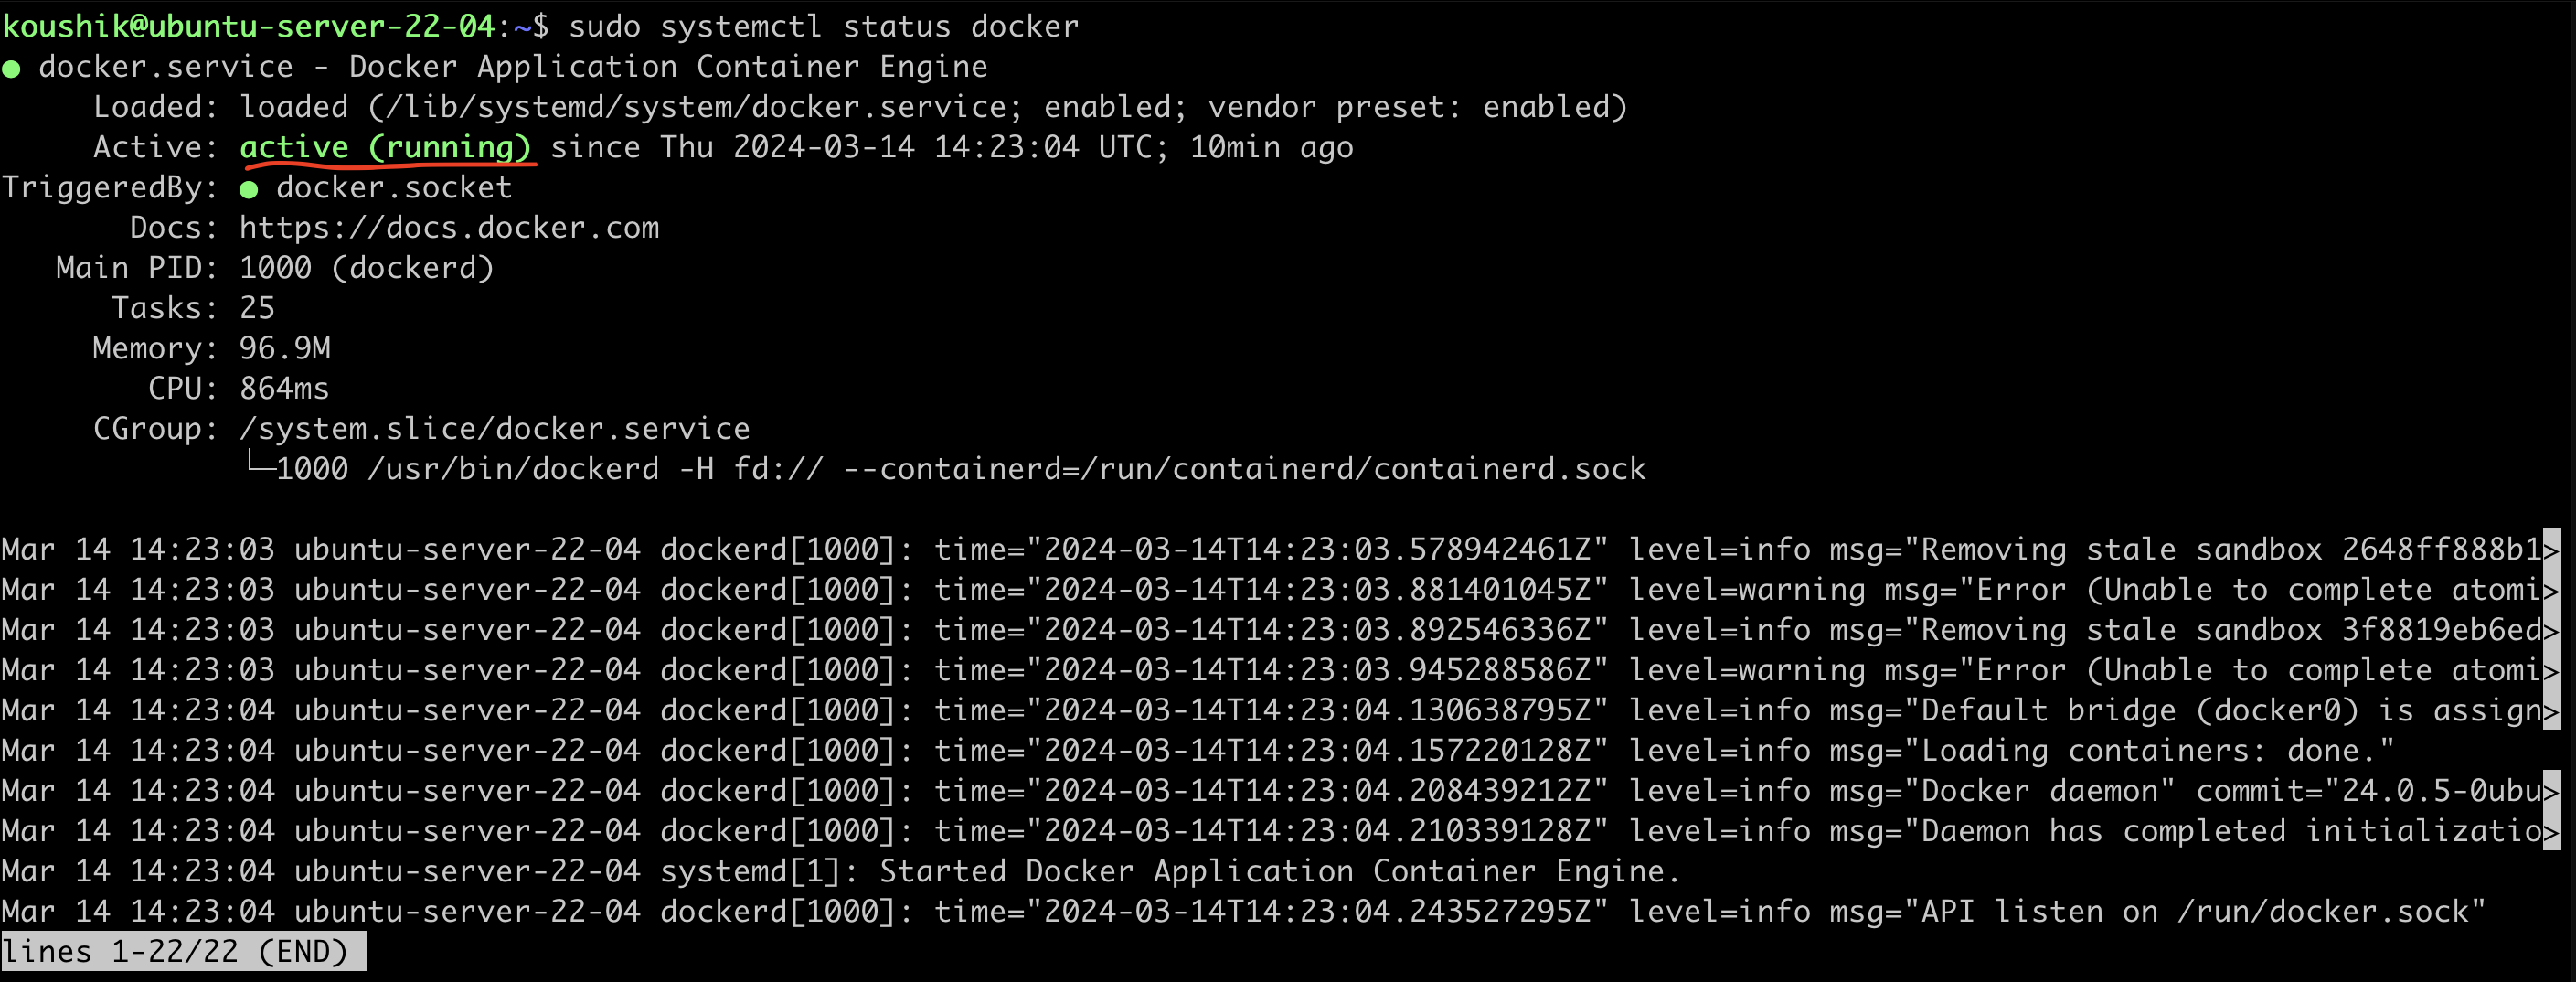 koushik@ubuntu-server-22-04:~$ sudo systemctl status docker
● docker.service - Docker Application Container Engine
     Loaded: loaded (/lib/systemd/system/docker.service; enabled; vendor preset: enabled)
     Active: active (running) since Thu 2024-03-14 14:23:04 UTC; 10min ago
TriggeredBy: ● docker.socket
       Docs: https://docs.docker.com
   Main PID: 1000 (dockerd)
      Tasks: 25
     Memory: 96.9M
        CPU: 864ms
     CGroup: /system.slice/docker.service
             └─1000 /usr/bin/dockerd -H fd:// --containerd=/run/containerd/containerd.sock

Mar 14 14:23:03 ubuntu-server-22-04 dockerd[1000]: time="2024-03-14T14:23:03.578942461Z" level=info msg="Removing stale sandbox 2648ff888b1>
Mar 14 14:23:03 ubuntu-server-22-04 dockerd[1000]: time="2024-03-14T14:23:03.881401045Z" level=warning msg="Error (Unable to complete atomi>
Mar 14 14:23:03 ubuntu-server-22-04 dockerd[1000]: time="2024-03-14T14:23:03.892546336Z" level=info msg="Removing stale sandbox 3f8819eb6ed>
Mar 14 14:23:03 ubuntu-server-22-04 dockerd[1000]: time="2024-03-14T14:23:03.945288586Z" level=warning msg="Error (Unable to complete atomi>
Mar 14 14:23:04 ubuntu-server-22-04 dockerd[1000]: time="2024-03-14T14:23:04.130638795Z" level=info msg="Default bridge (docker0) is assign>
Mar 14 14:23:04 ubuntu-server-22-04 dockerd[1000]: time="2024-03-14T14:23:04.157220128Z" level=info msg="Loading containers: done."
Mar 14 14:23:04 ubuntu-server-22-04 dockerd[1000]: time="2024-03-14T14:23:04.208439212Z" level=info msg="Docker daemon" commit="24.0.5-0ubu>
Mar 14 14:23:04 ubuntu-server-22-04 dockerd[1000]: time="2024-03-14T14:23:04.210339128Z" level=info msg="Daemon has completed initializatio>
Mar 14 14:23:04 ubuntu-server-22-04 systemd[1]: Started Docker Application Container Engine.
Mar 14 14:23:04 ubuntu-server-22-04 dockerd[1000]: time="2024-03-14T14:23:04.243527295Z" level=info msg="API listen on /run/docker.sock"
lines 1-22/22 (END)